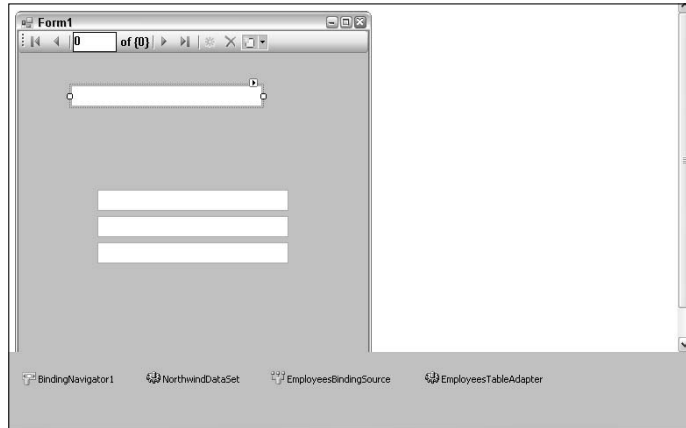 Form1
0 of {0}
BindingNavigator1 NorthwindDataSet EmployeesBindingSource EmployeesTableAdapter